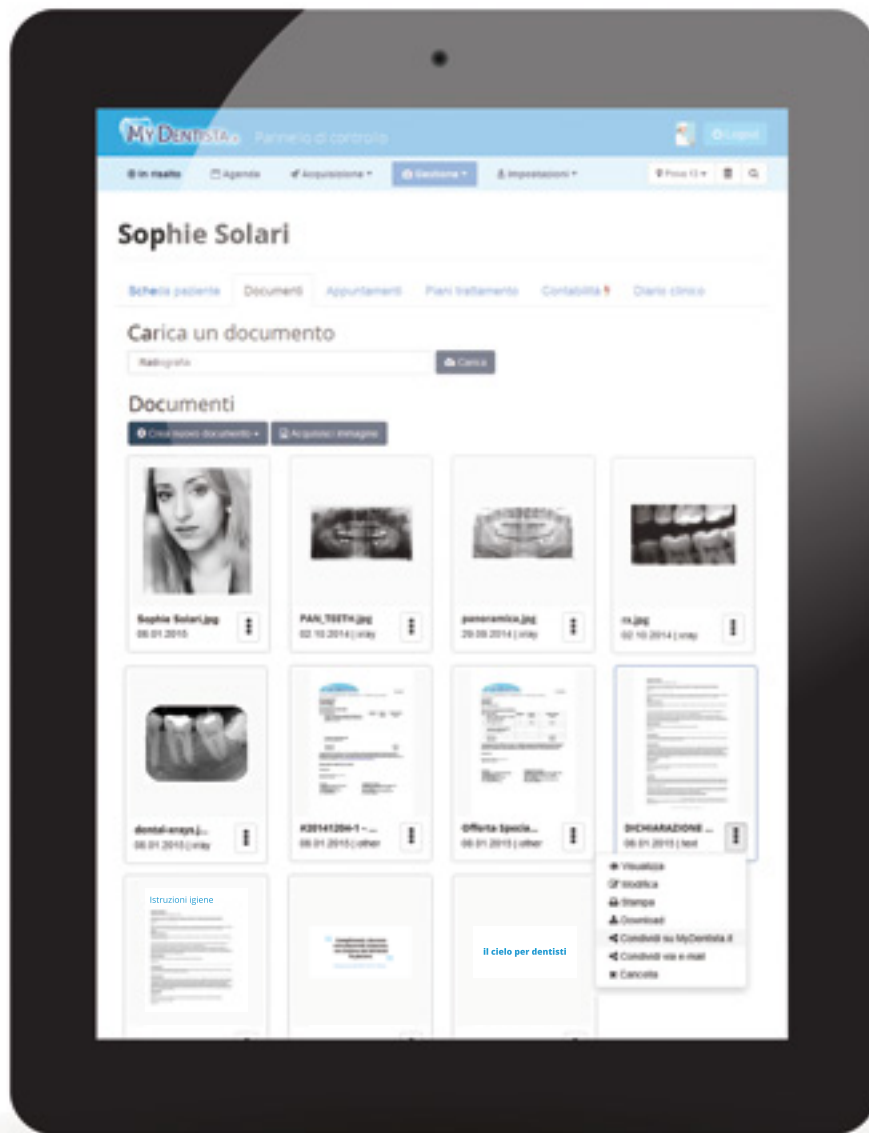 MY DENTISTA.it Pannello di controllo
Logout
In risalto Agenda Acquisizione Gestione Impostazioni Prova 13
Sophie Solari
Scheda paziente Documenti Appuntamenti Piani trattamento Contabilità Diario clinico
Carica un documento
Radiografia Carica
Documenti
Crea nuovo documento Acquisisci immagine
Sophie Solari.jpg PAN_TEETH.jpg panoramica.jpg rx.jpg
08.01.2015 02.10.2014 | xray 29.09.2014 | xray 02.10.2014 | xray
dental-xrays.j... #20141204-1 – ... Offerta Specia... DICHIARAZIONE ...
08.01.2015 | xray 08.01.2015 | other 08.01.2015 | other 08.01.2015 | text
Visualizza
Modifica
Stampa
Download
Condividi su MyDentista.it
Condividi via e-mail
Cancella
Istruzioni igiene
il cielo per dentisti